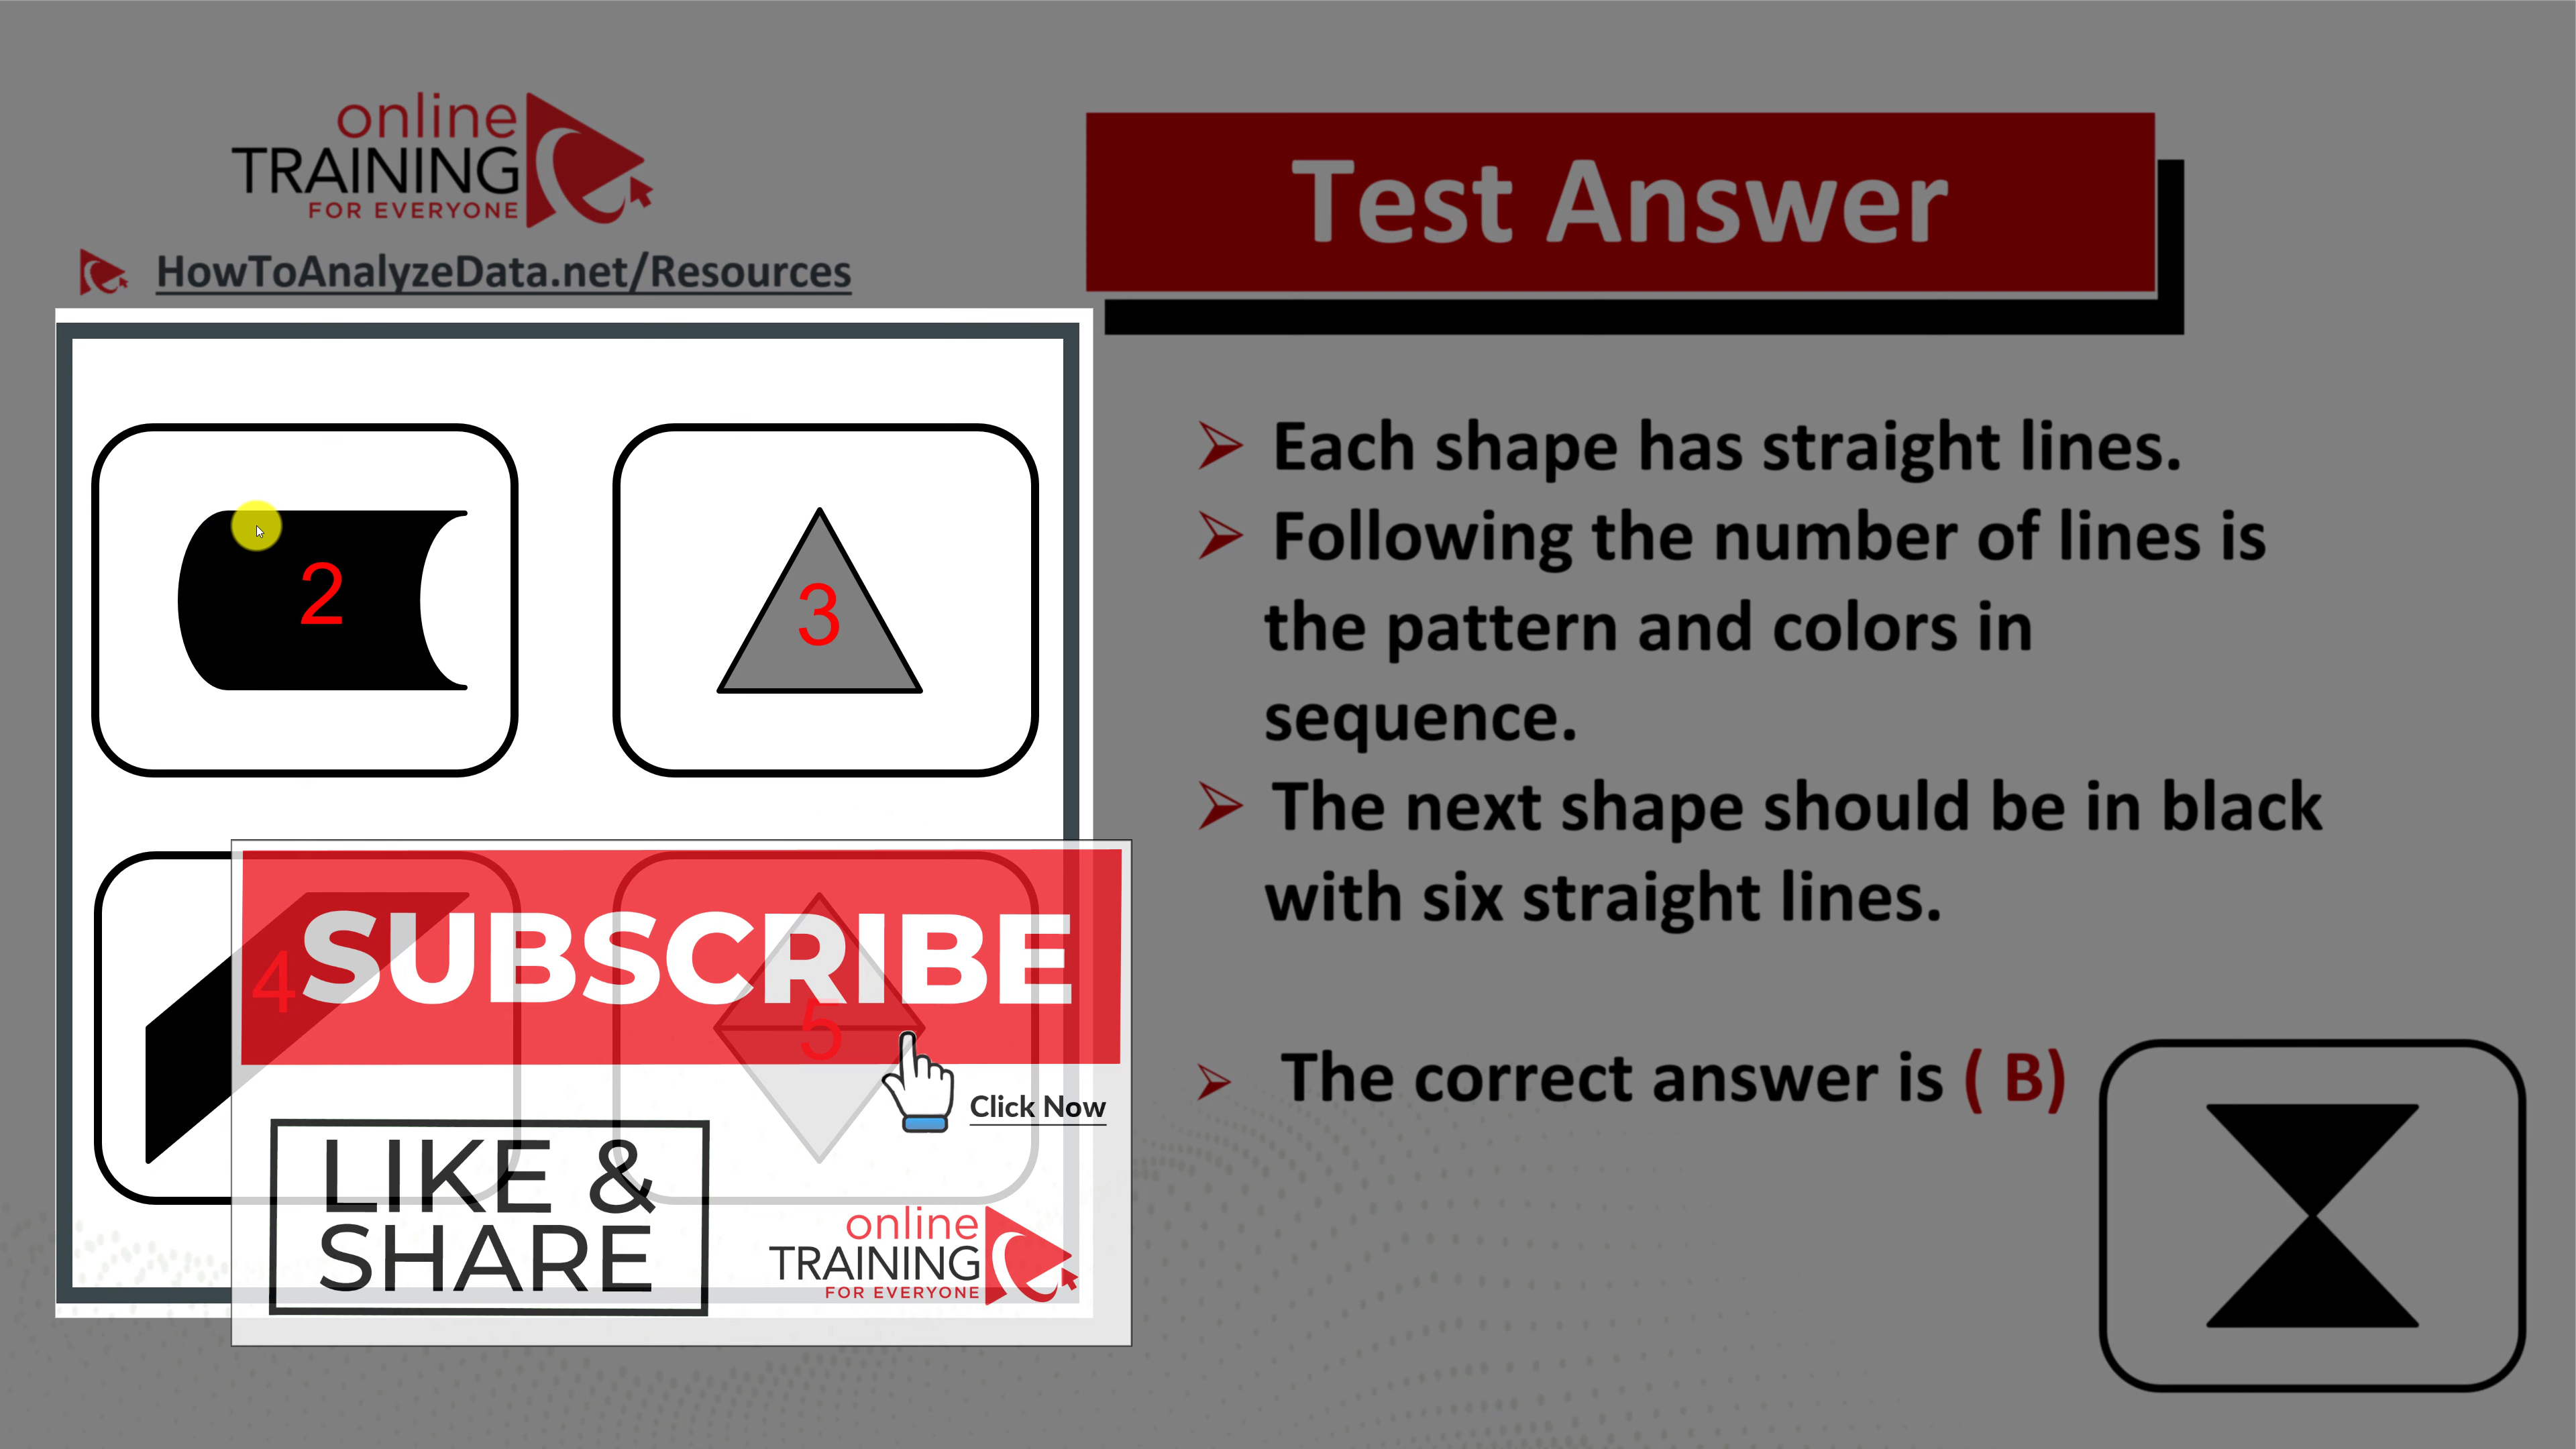 online
TRAINING
FOR EVERYONE
HowToAnalyzeData.net/Resources
Test Answer
2
3
4
5
SUBSCRIBE
Click Now
LIKE &
SHARE
online
TRAINING
FOR EVERYONE
➢ Each shape has straight lines.
➢ Following the number of lines is
the pattern and colors in
sequence.
➢ The next shape should be in black
with six straight lines.
➢ The correct answer is ( B)